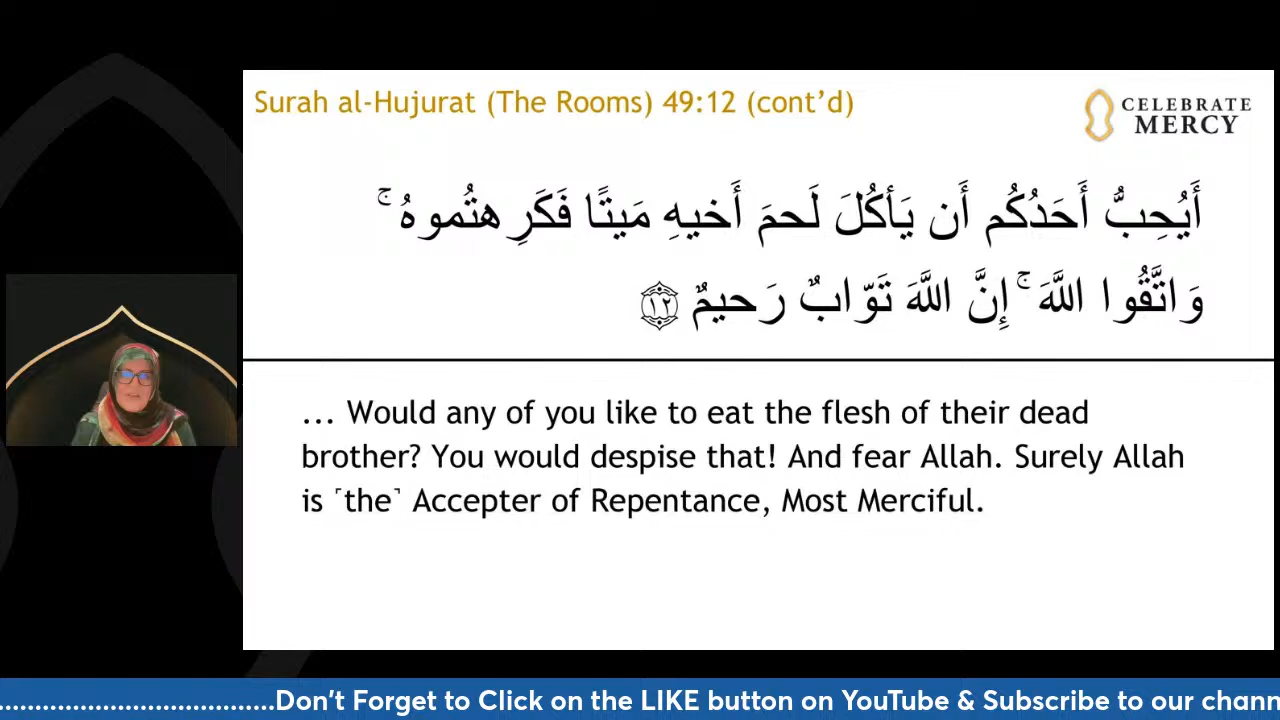 Surah al-Hujurat (The Rooms) 49:12 (cont’d)
CELEBRATE
MERCY
أَيُحِبُّ أَحَدُكُم أَن يَأكُلَ لَحمَ أَخيهِ مَيتًا فَكَرِهتُموهُ ۚ
وَاتَّقُوا اللَّهَ ۚ إِنَّ اللَّهَ تَوّابٌ رَحيمٌ ١٢
... Would any of you like to eat the flesh of their dead
brother? You would despise that! And fear Allah. Surely Allah
is ˹the˺ Accepter of Repentance, Most Merciful.
....................................Don’t Forget to Click on the LIKE button on YouTube & Subscribe to our chann